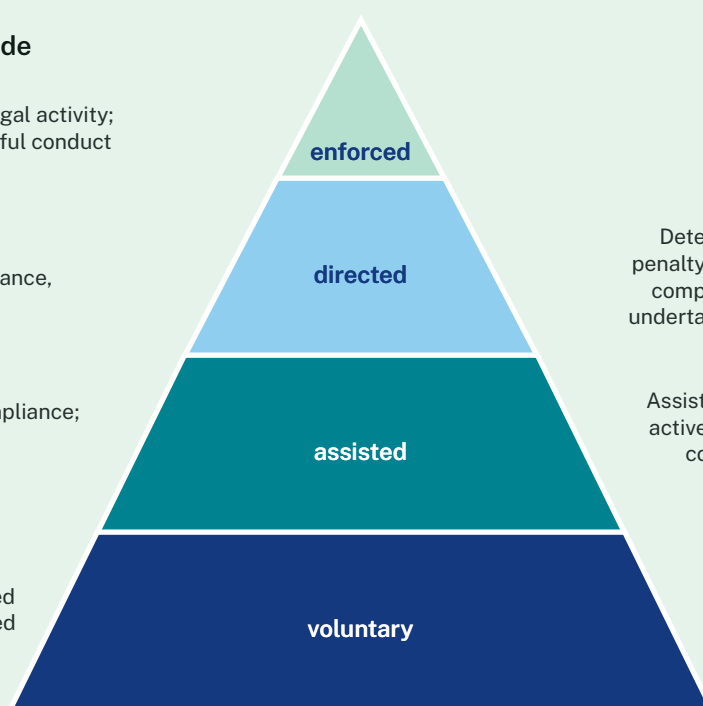 de
gal activity;
ful conduct
ance,
pliance;
ed
ed
enforced
directed
assisted
voluntary
Dete
penalty
comp
underta
Assist
active
co